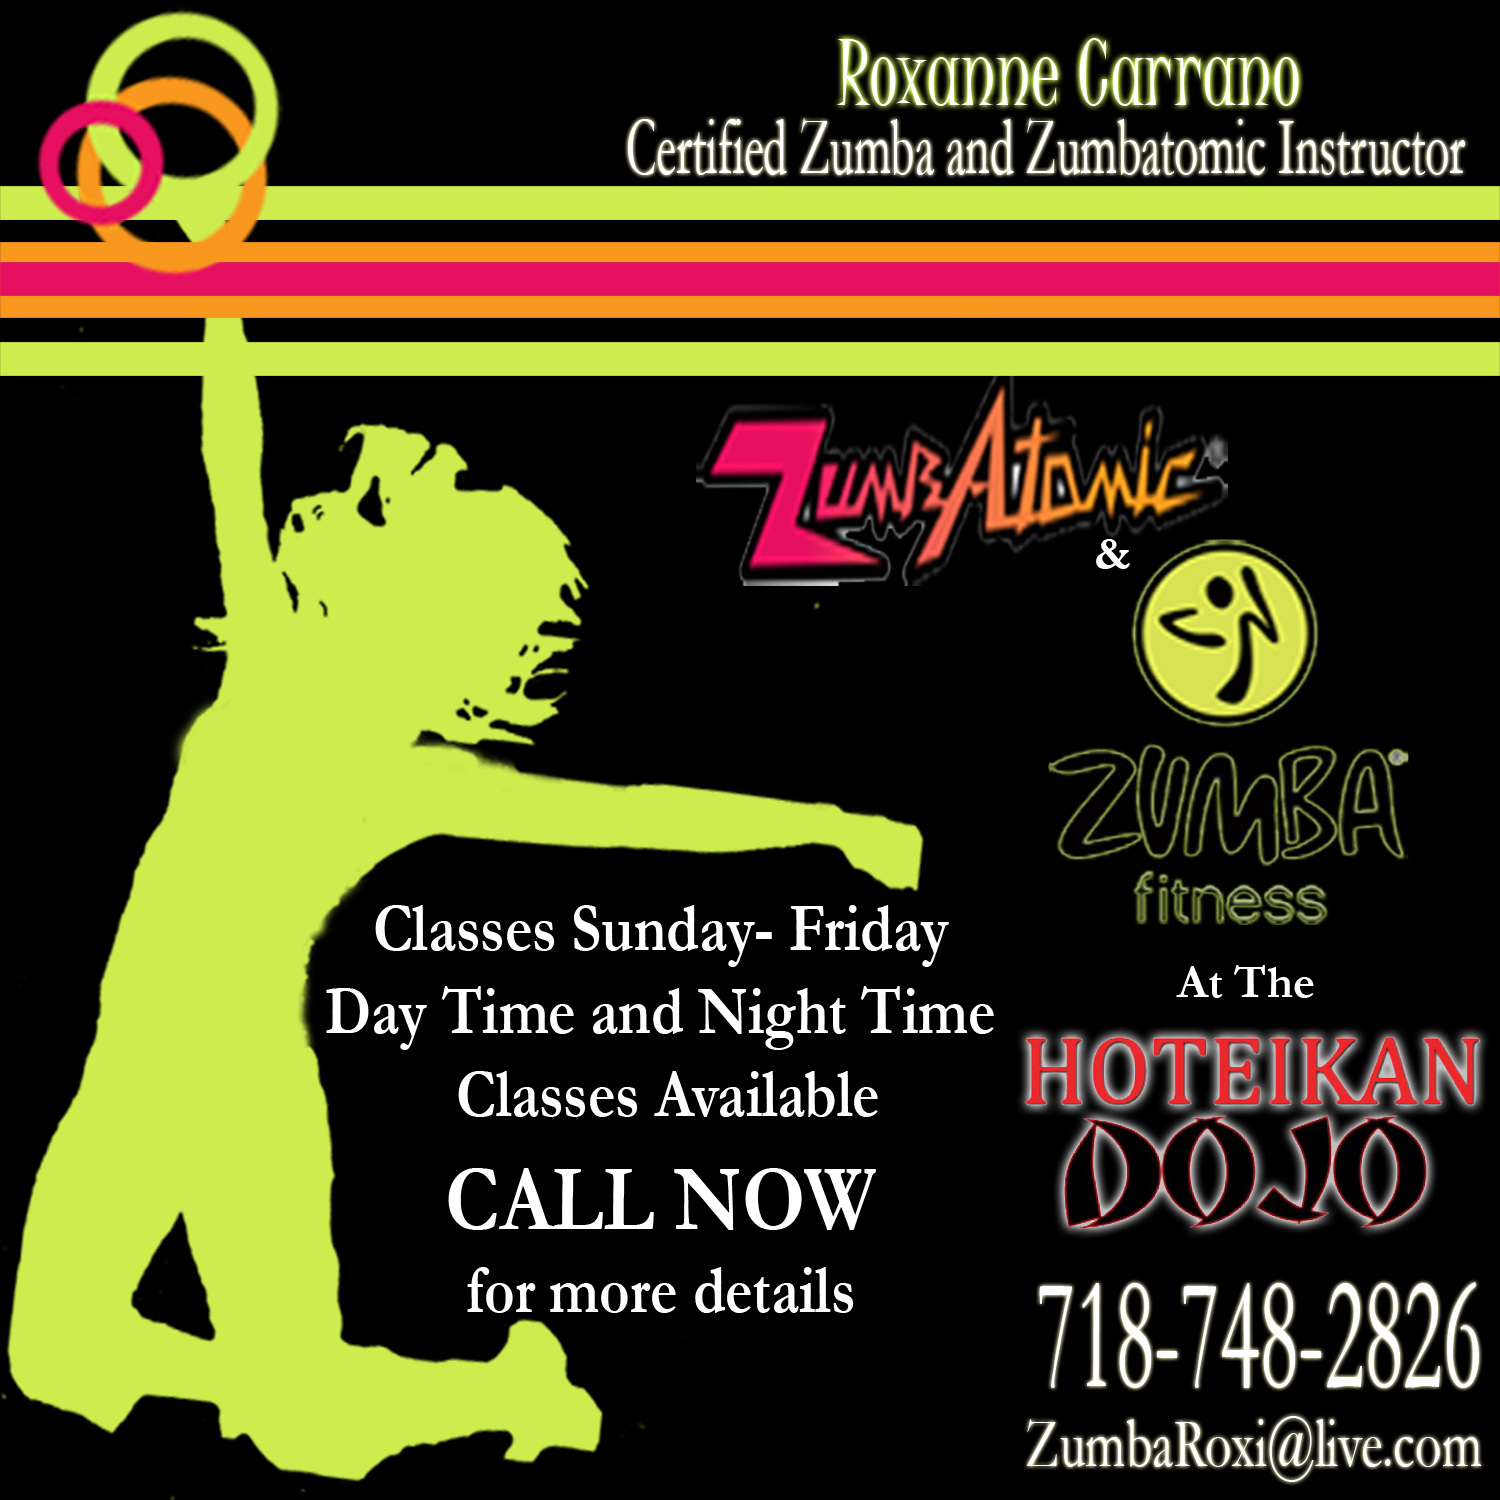 Roxanne Carrano
Certified Zumba and Zumbatomic Instructor
ZUMBATOMIC®
&
ZUMBA®
fitness
At The
HOTEIKAN
DOJO
Classes Sunday- Friday
Day Time and Night Time
Classes Available
CALL NOW
for more details
718-748-2826
ZumbaRoxi@live.com